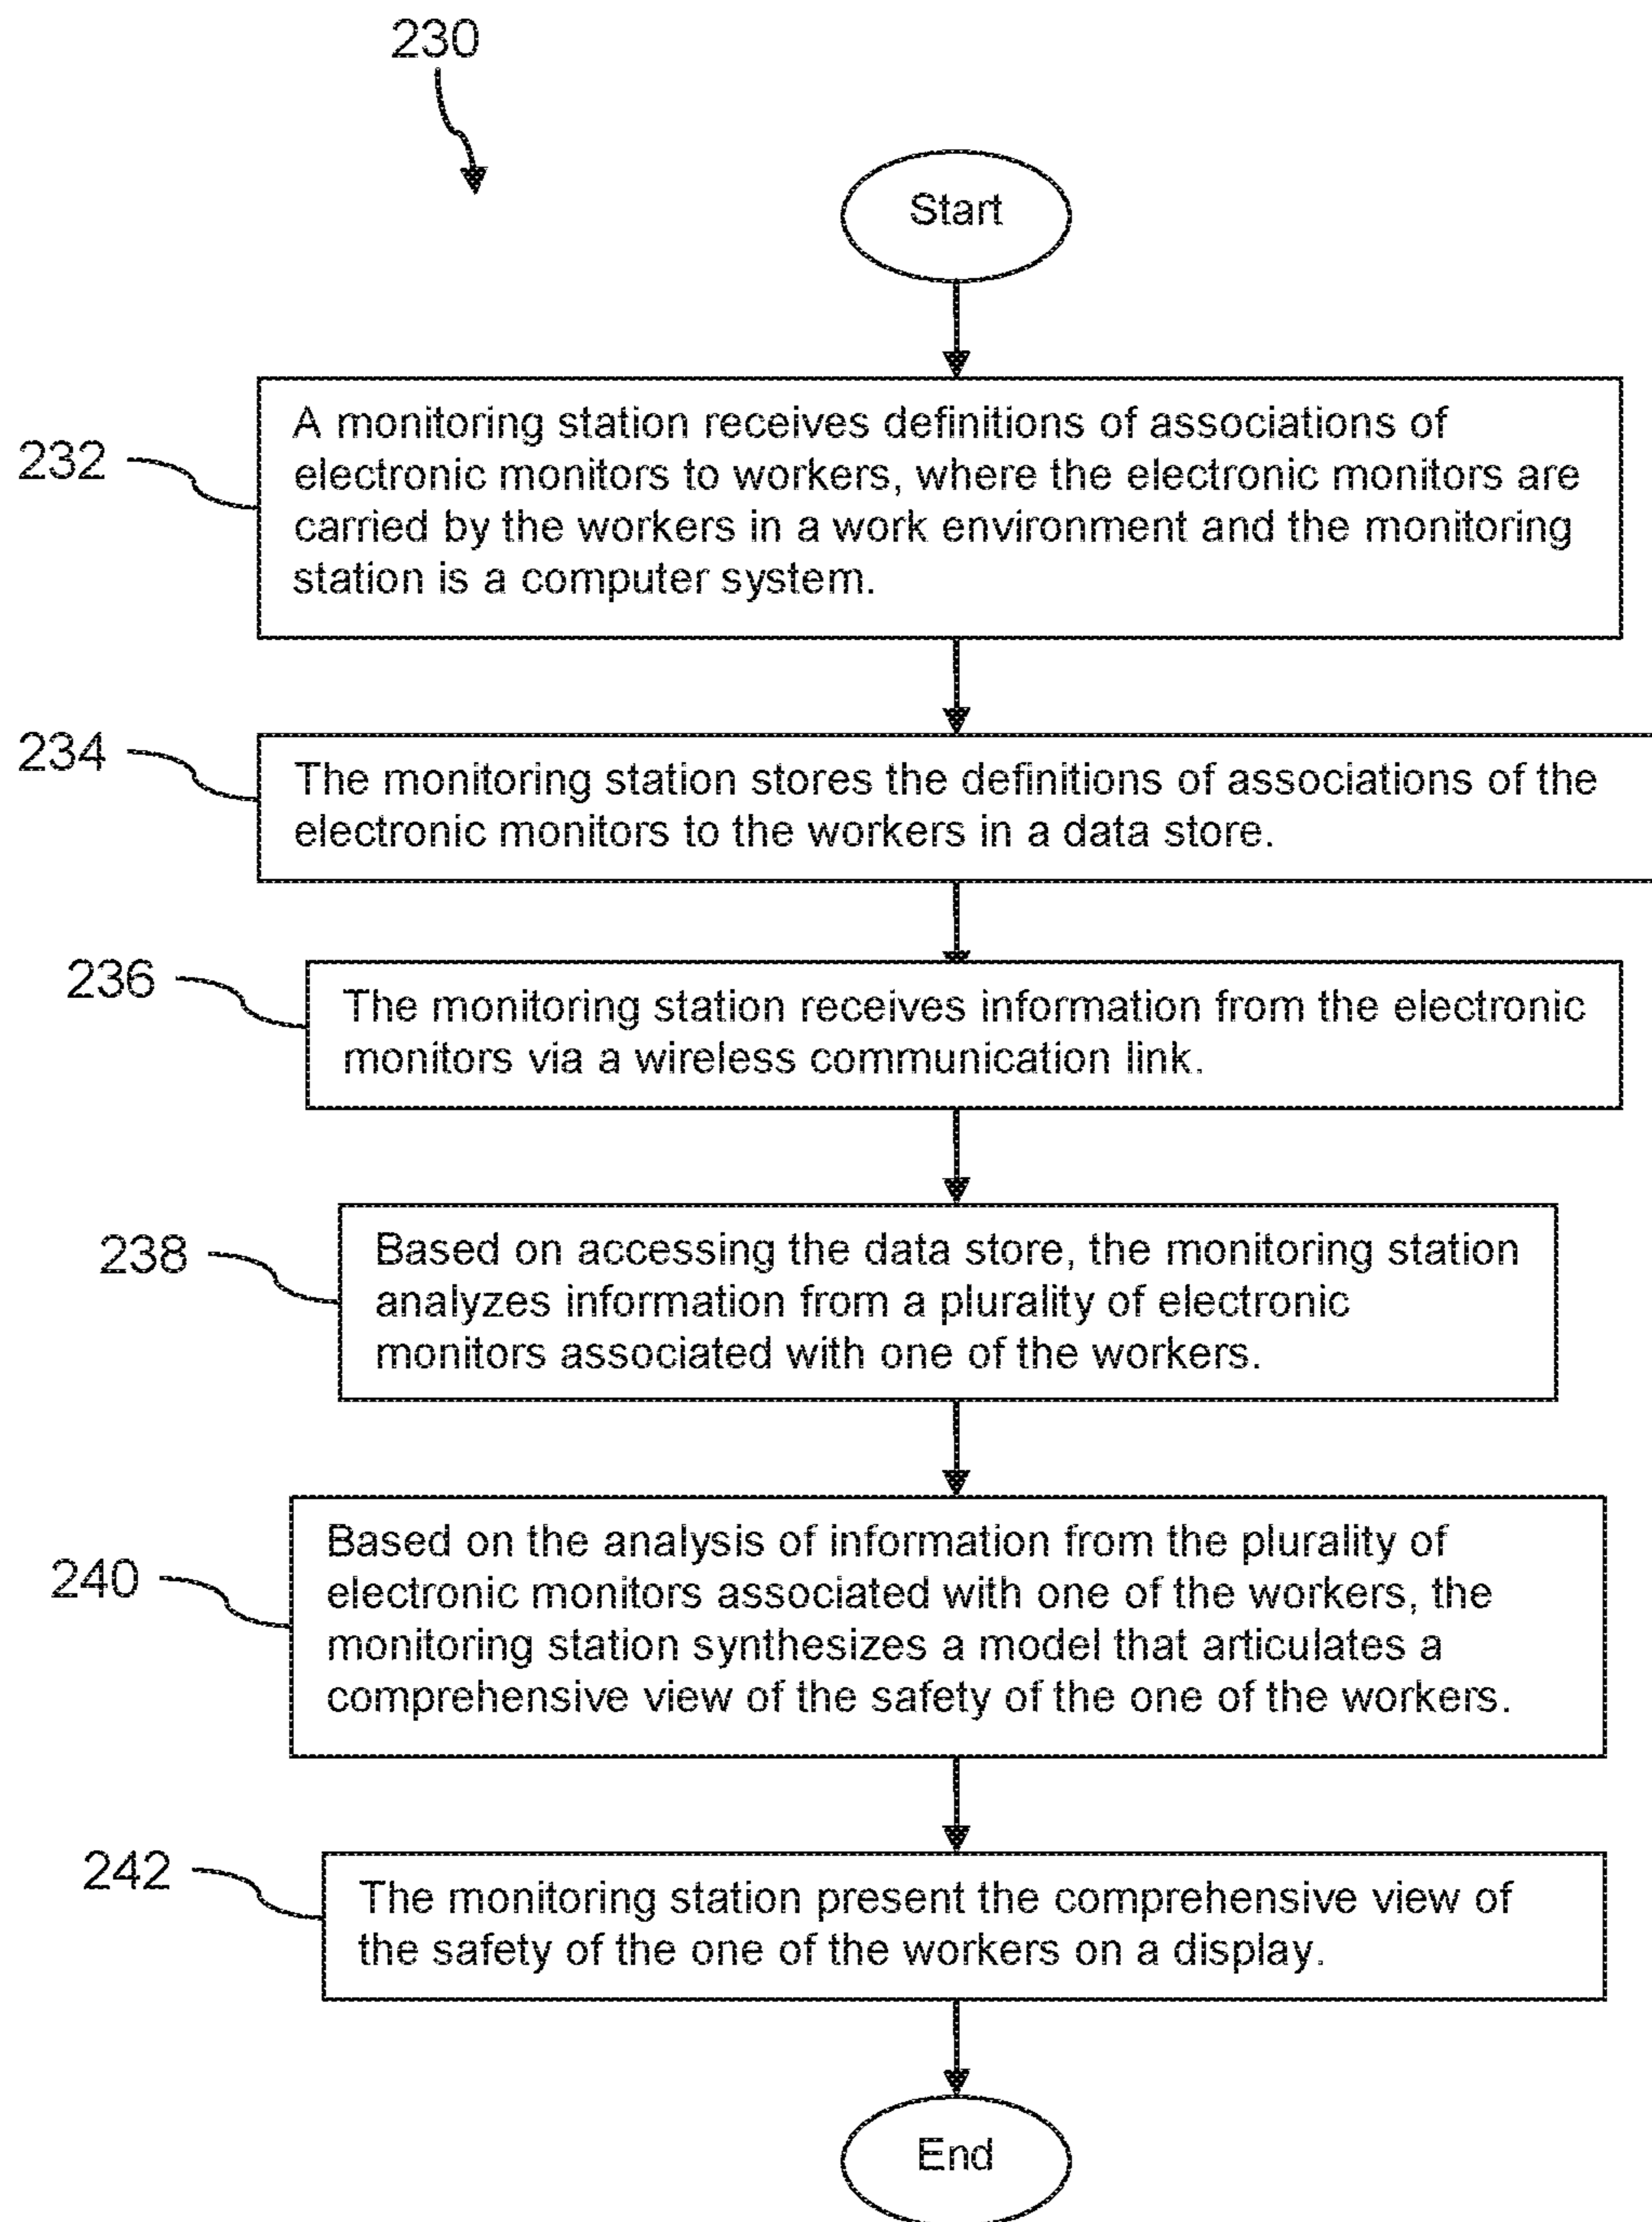 230
Start
232
A monitoring station receives definitions of associations of
electronic monitors to workers, where the electronic monitors are
carried by the workers in a work environment and the monitoring
station is a computer system.
234
The monitoring station stores the definitions of associations of the
electronic monitors to the workers in a data store.
236
The monitoring station receives information from the electronic
monitors via a wireless communication link.
238
Based on accessing the data store, the monitoring station
analyzes information from a plurality of electronic
monitors associated with one of the workers.
240
Based on the analysis of information from the plurality of
electronic monitors associated with one of the workers, the
monitoring station synthesizes a model that articulates a
comprehensive view of the safety of the one of the workers.
242
The monitoring station present the comprehensive view of
the safety of the one of the workers on a display.
End